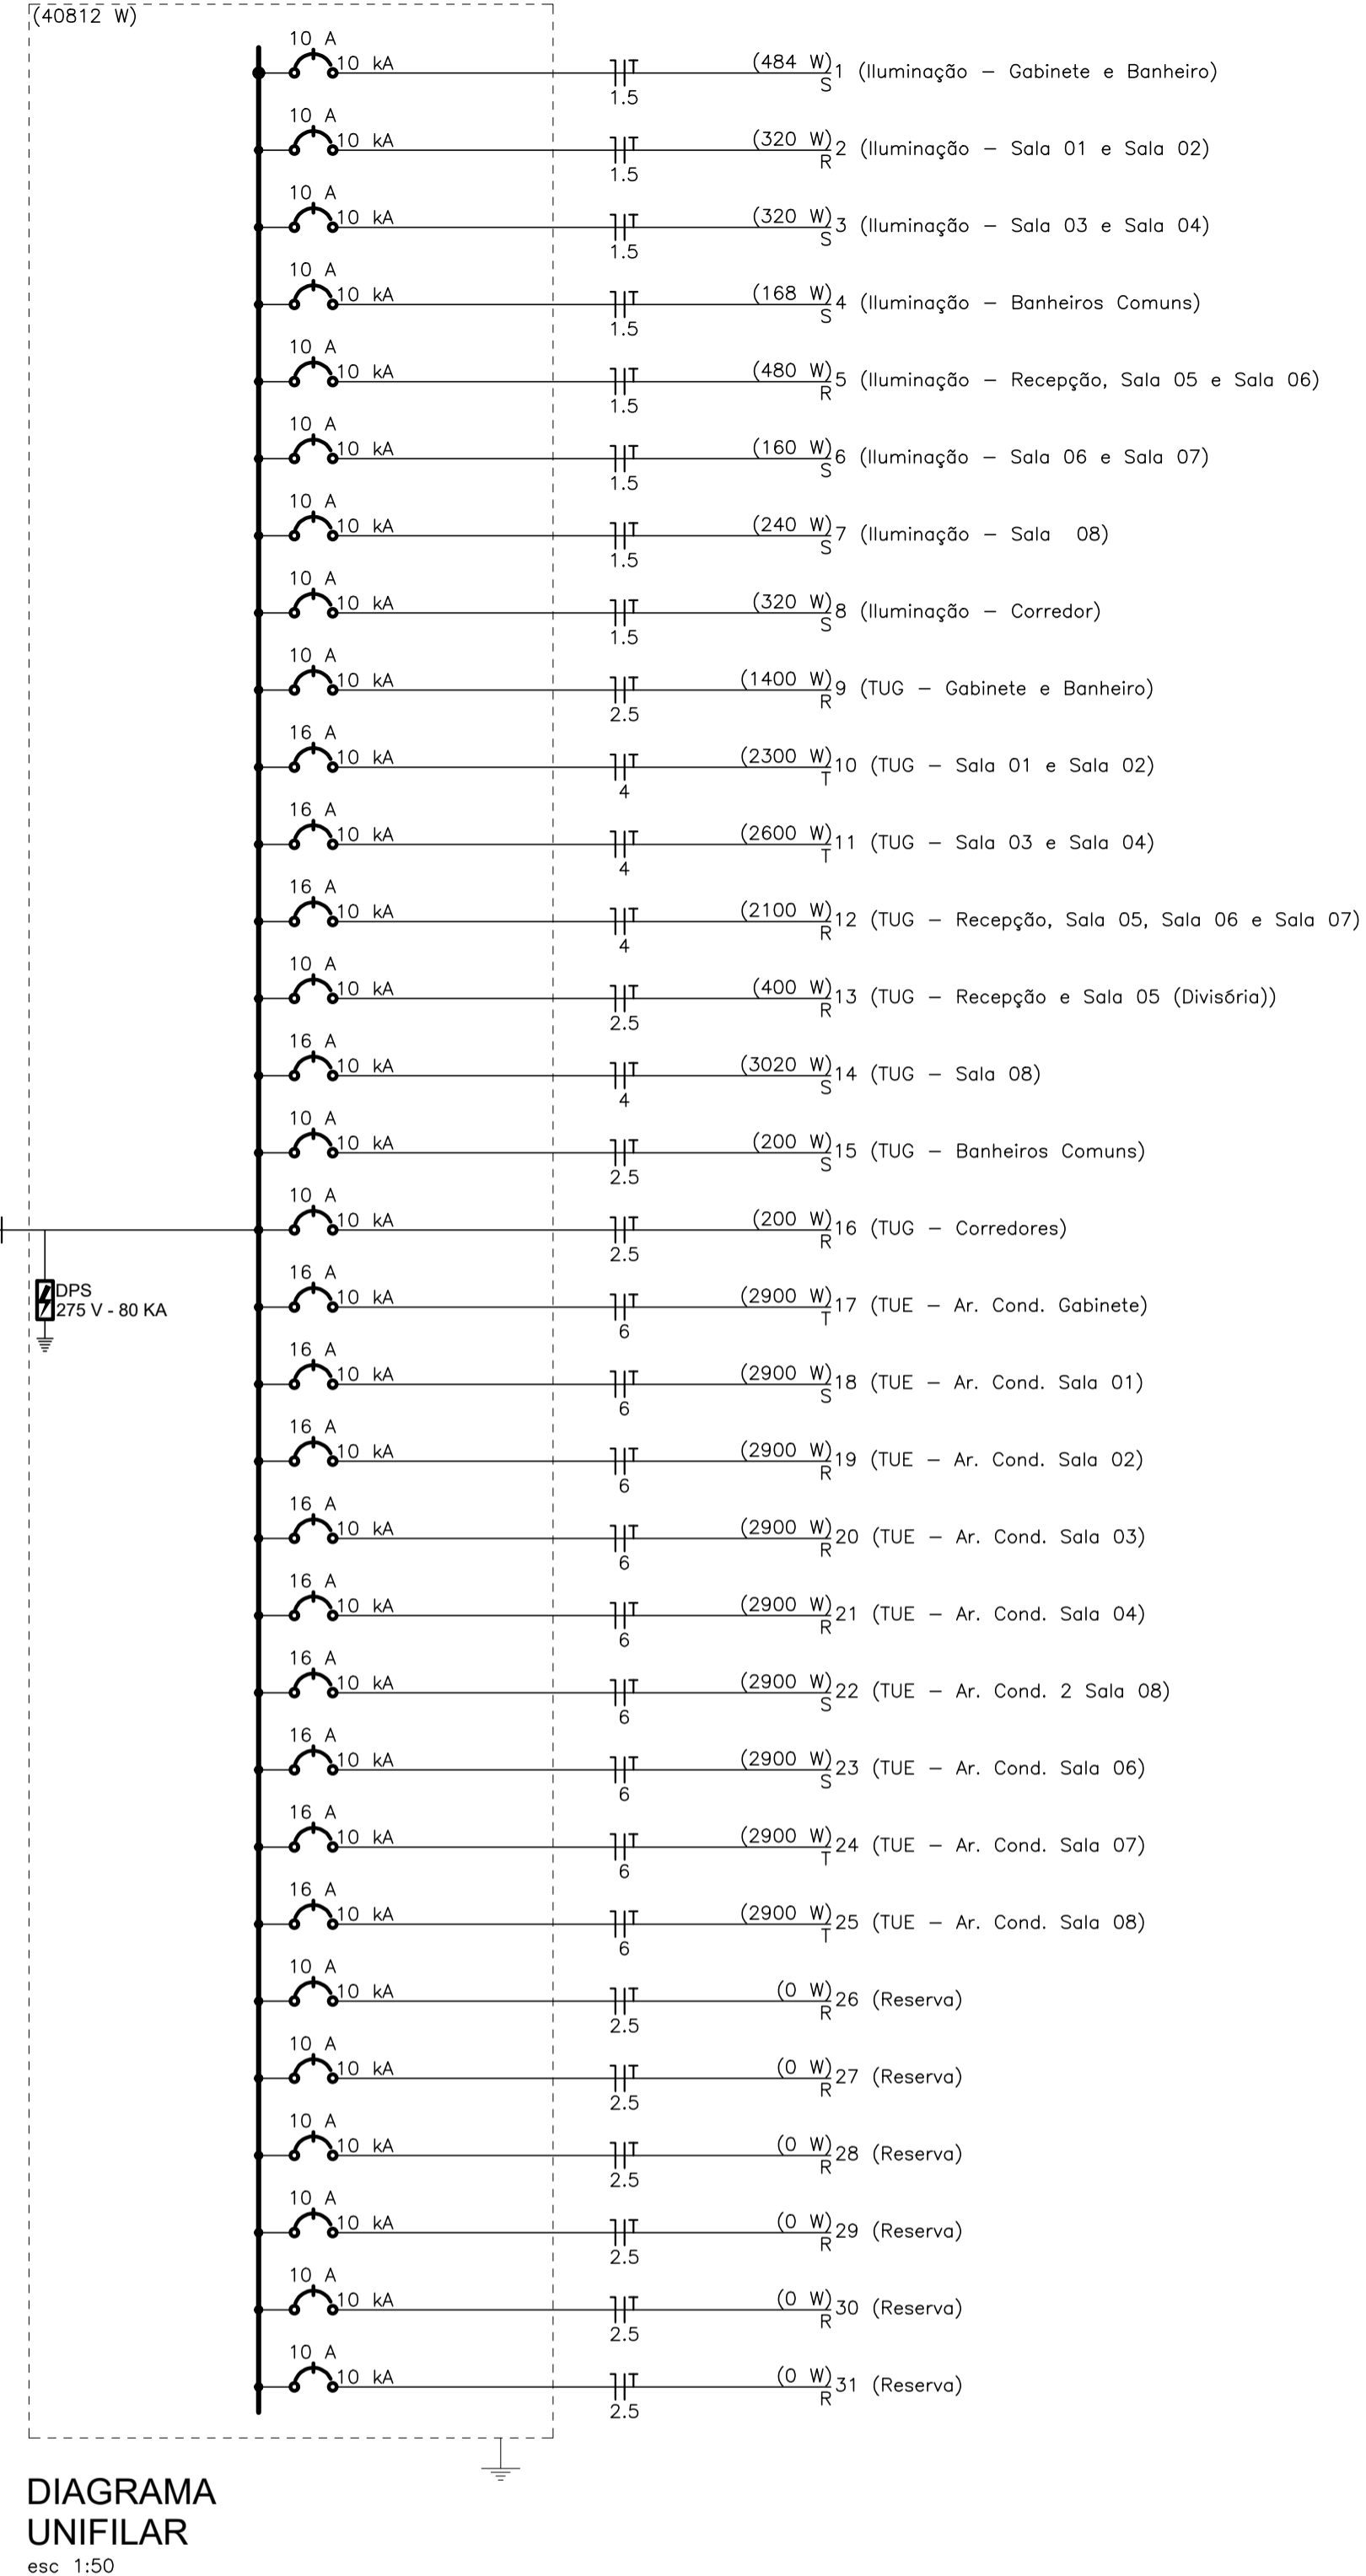 (40812 W)
10 A
10 kA
1.5
(484 W)
S
1 (Iluminação – Gabinete e Banheiro)
10 A
10 kA
1.5
(320 W)
R
2 (Iluminação – Sala 01 e Sala 02)
10 A
10 kA
1.5
(320 W)
S
3 (Iluminação – Sala 03 e Sala 04)
10 A
10 kA
1.5
(168 W)
S
4 (Iluminação – Banheiros Comuns)
10 A
10 kA
1.5
(480 W)
R
5 (Iluminação – Recepção, Sala 05 e Sala 06)
10 A
10 kA
1.5
(160 W)
S
6 (Iluminação – Sala 06 e Sala 07)
10 A
10 kA
1.5
(240 W)
S
7 (Iluminação – Sala 08)
10 A
10 kA
1.5
(320 W)
S
8 (Iluminação – Corredor)
10 A
10 kA
2.5
(1400 W)
R
9 (TUG – Gabinete e Banheiro)
16 A
10 kA
4
(2300 W)
T
10 (TUG – Sala 01 e Sala 02)
16 A
10 kA
4
(2600 W)
T
11 (TUG – Sala 03 e Sala 04)
16 A
10 kA
4
(2100 W)
R
12 (TUG – Recepção, Sala 05, Sala 06 e Sala 07)
10 A
10 kA
2.5
(400 W)
R
13 (TUG – Recepção e Sala 05 (Divisória))
16 A
10 kA
4
(3020 W)
S
14 (TUG – Sala 08)
10 A
10 kA
2.5
(200 W)
S
15 (TUG – Banheiros Comuns)
10 A
10 kA
2.5
(200 W)
R
16 (TUG – Corredores)
DPS
275 V - 80 KA
16 A
10 kA
6
(2900 W)
T
17 (TUE – Ar. Cond. Gabinete)
16 A
10 kA
6
(2900 W)
S
18 (TUE – Ar. Cond. Sala 01)
16 A
10 kA
6
(2900 W)
R
19 (TUE – Ar. Cond. Sala 02)
16 A
10 kA
6
(2900 W)
R
20 (TUE – Ar. Cond. Sala 03)
16 A
10 kA
6
(2900 W)
R
21 (TUE – Ar. Cond. Sala 04)
16 A
10 kA
6
(2900 W)
S
22 (TUE – Ar. Cond. 2 Sala 08)
16 A
10 kA
6
(2900 W)
S
23 (TUE – Ar. Cond. Sala 06)
16 A
10 kA
6
(2900 W)
T
24 (TUE – Ar. Cond. Sala 07)
16 A
10 kA
6
(2900 W)
T
25 (TUE – Ar. Cond. Sala 08)
10 A
10 kA
2.5
(0 W)
R
26 (Reserva)
10 A
10 kA
2.5
(0 W)
R
27 (Reserva)
10 A
10 kA
2.5
(0 W)
R
28 (Reserva)
10 A
10 kA
2.5
(0 W)
R
29 (Reserva)
10 A
10 kA
2.5
(0 W)
R
30 (Reserva)
10 A
10 kA
2.5
(0 W)
R
31 (Reserva)
DIAGRAMA
UNIFILAR
esc 1:50